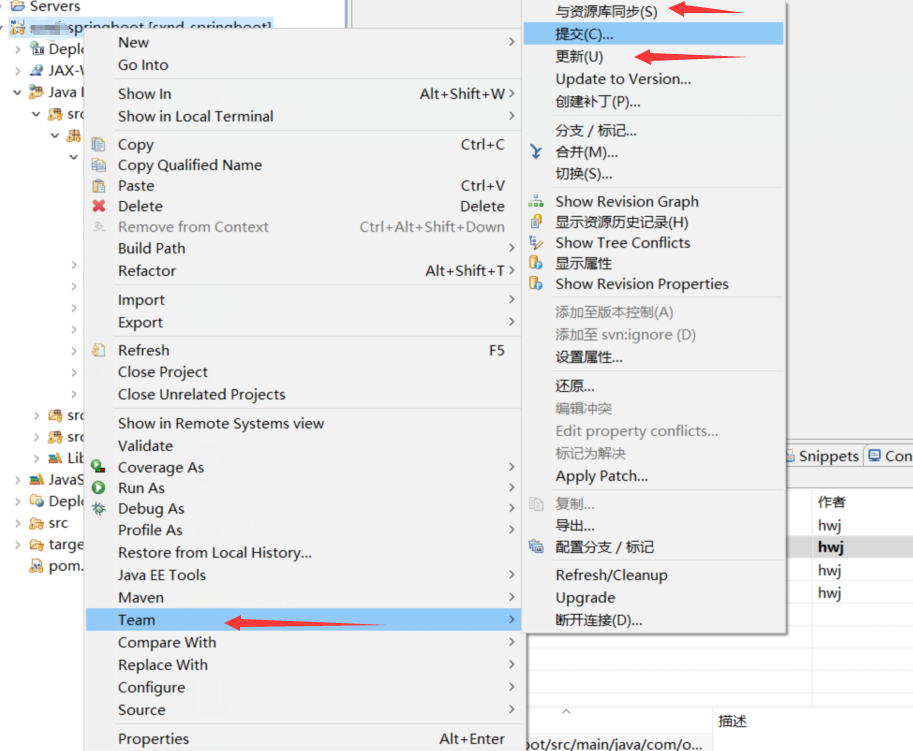 Servers
springboot [sxnd-springboot]
Deplo
JAX-W
Java
src
src
src
Lib
JavaS
Deplo
src
targe
pom.
New
Go Into
Show In Alt+Shift+W
Show in Local Terminal
Copy Ctrl+C
Copy Qualified Name
Paste Ctrl+V
Delete Delete
Remove from Context Ctrl+Alt+Shift+Down
Build Path
Refactor Alt+Shift+T
Import
Export
Refresh F5
Close Project
Close Unrelated Projects
Show in Remote Systems view
Validate
Coverage As
Run As
Debug As
Profile As
Restore from Local History...
Java EE Tools
Maven
Team
Compare With
Replace With
Configure
Source
Properties Alt+Enter
与资源库同步(S)
提交(C)...
更新(U)
Update to Version...
创建补丁(P)...
分支 / 标记...
合并(M)...
切换(S)...
Show Revision Graph
显示资源历史记录(H)
Show Tree Conflicts
显示属性
Show Revision Properties
添加至版本控制(A)
添加至 svn:ignore (D)
设置属性...
还原...
编辑冲突
Edit property conflicts...
标记为解决
Apply Patch...
复制...
导出...
配置分支 / 标记
Refresh/Cleanup
Upgrade
断开连接(D)...
Snippets Con
作者
hwj
hwj
hwj
hwj
描述
oot/src/main/java/com/o...